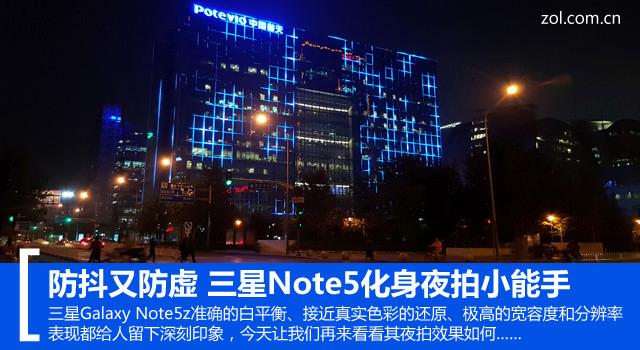 Potevio 中国普天
zol.com.cn
防抖又防虚 三星Note5化身夜拍小能手
三星Galaxy Note5z准确的白平衡、接近真实色彩的还原、极高的宽容度和分辨率
表现都给人留下深刻印象，今天让我们再来看看其夜拍效果如何......